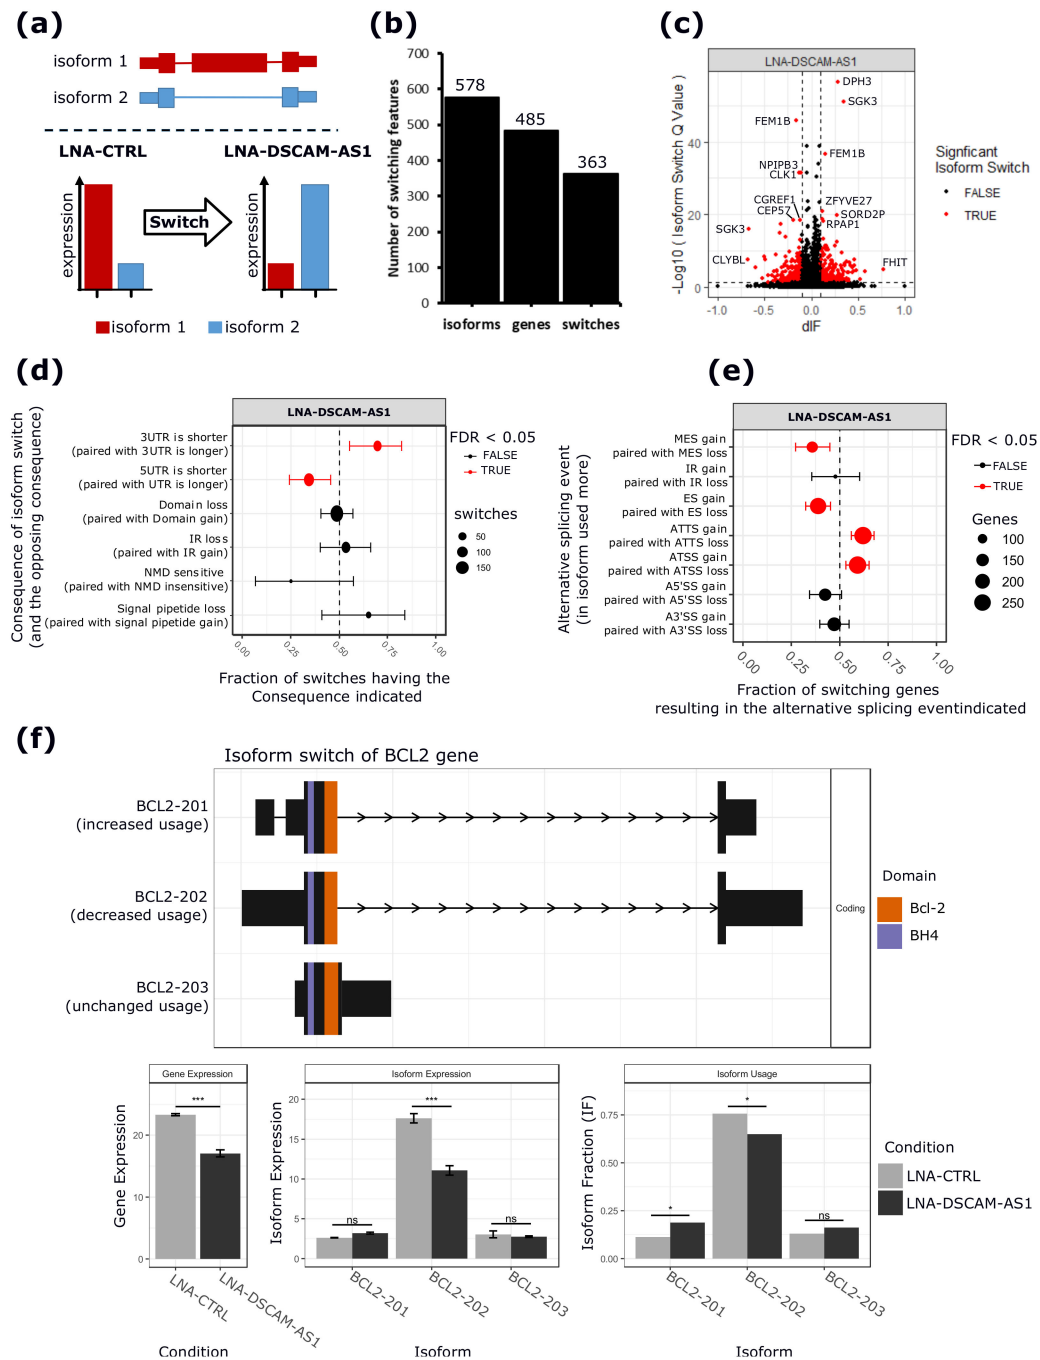 (a)
isoform 1
isoform 2
LNA-CTRL
LNA-DSCAM-AS1
expression
Switch
expression
isoform 1
isoform 2
(b)
Number of switching features
700
600
500
400
300
200
100
0
578
485
363
isoforms
genes
switches
(c)
LNA-DSCAM-AS1
-Log10 ( Isoform Switch Q Value )
40
20
0
DPH3
SGK3
FEM1B
FEM1B
NPIPB3
CLK1
CGREF1
CEP57
ZFYVE27
SORD2P
RPAP1
SGK3
CLYBL
FHIT
-1.0
-0.5
0.0
0.5
1.0
dIF
Signficant
Isoform Switch
FALSE
TRUE
(d)
LNA-DSCAM-AS1
Consequence of isoform switch
(and the opposing consequence)
3UTR is shorter
(paired with 3UTR is longer)
5UTR is shorter
(paired with UTR is longer)
Domain loss
(paired with Domain gain)
IR loss
(paired with IR gain)
NMD sensitive
(paired with NMD insensitive)
Signal pipetide loss
(paired with signal pipetide gain)
0.00
0.25
0.50
0.75
1.00
Fraction of switches having the
Consequence indicated
FDR < 0.05
FALSE
TRUE
switches
50
100
150
(e)
LNA-DSCAM-AS1
Alternative splicing event
(in isoform used more)
MES gain
paired with MES loss
IR gain
paired with IR loss
ES gain
paired with ES loss
ATTS gain
paired with ATTS loss
ATSS gain
paired with ATSS loss
A5'SS gain
paired with A5'SS loss
A3'SS gain
paired with A3'SS loss
0.00
0.25
0.50
0.75
1.00
Fraction of switching genes
resulting in the alternative splicing eventindicated
FDR < 0.05
FALSE
TRUE
Genes
100
150
200
250
(f)
Isoform switch of BCL2 gene
BCL2-201
(increased usage)
BCL2-202
(decreased usage)
BCL2-203
(unchanged usage)
Coding
Domain
Bcl-2
BH4
Gene Expression
Gene Expression
20
10
0
***
LNA-CTRL
LNA-DSCAM-AS1
Condition
Isoform Expression
Isoform Expression
20
15
10
5
0
ns
***
ns
BCL2-201
BCL2-202
BCL2-203
Isoform
Isoform Usage
Isoform Fraction (IF)
0.75
0.50
0.25
0.00
*
*
ns
BCL2-201
BCL2-202
BCL2-203
Isoform
Condition
LNA-CTRL
LNA-DSCAM-AS1